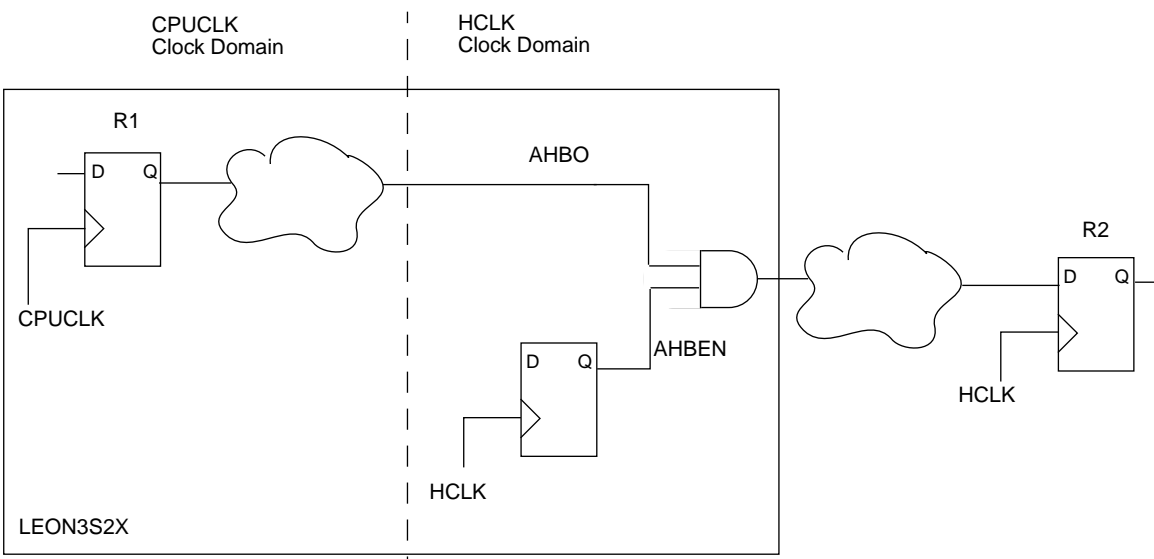 CPUCLK
Clock Domain
HCLK
Clock Domain
R1
D
Q
AHBO
CPUCLK
R2
D
Q
HCLK
AHBEN
D
Q
HCLK
LEON3S2X